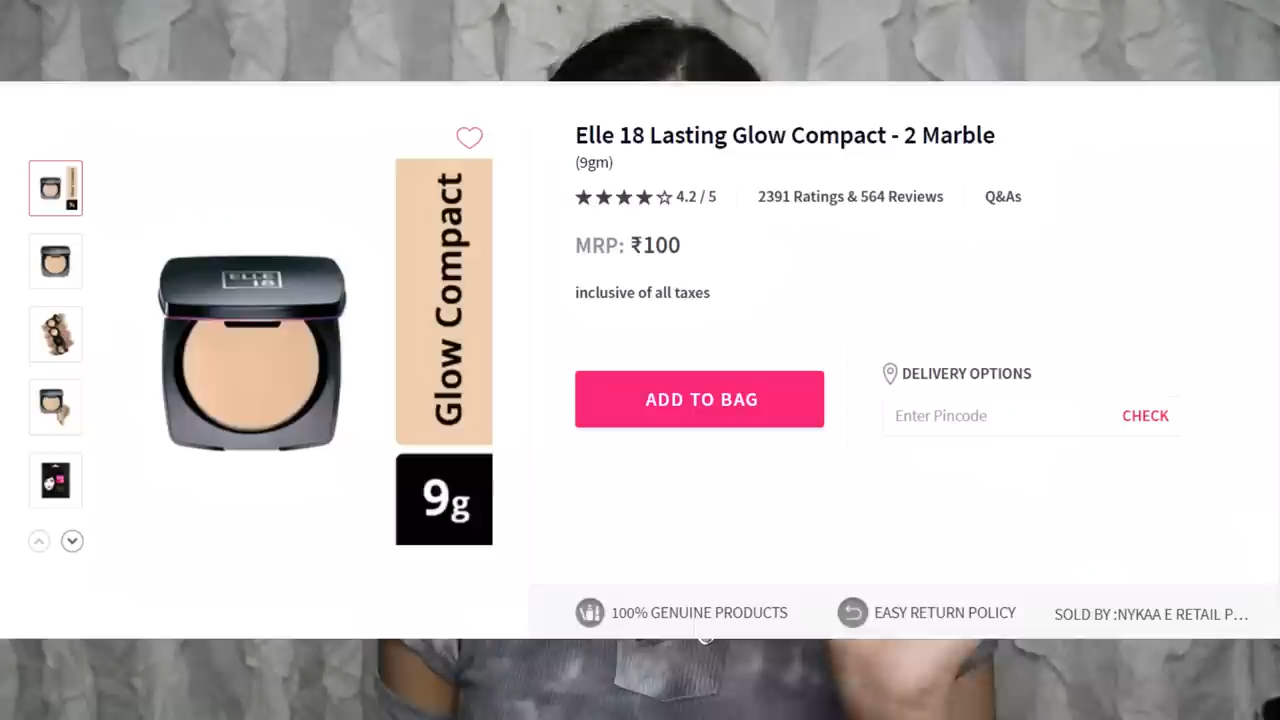 Elle 18 Lasting Glow Compact - 2 Marble
(9gm)
4.2 / 5
2391 Ratings & 564 Reviews
Q&As
MRP: ₹100
inclusive of all taxes
ADD TO BAG
DELIVERY OPTIONS
Enter Pincode
CHECK
ELLE
18
Glow Compact
9g
100% GENUINE PRODUCTS
EASY RETURN POLICY
SOLD BY :NYKAA E RETAIL P...